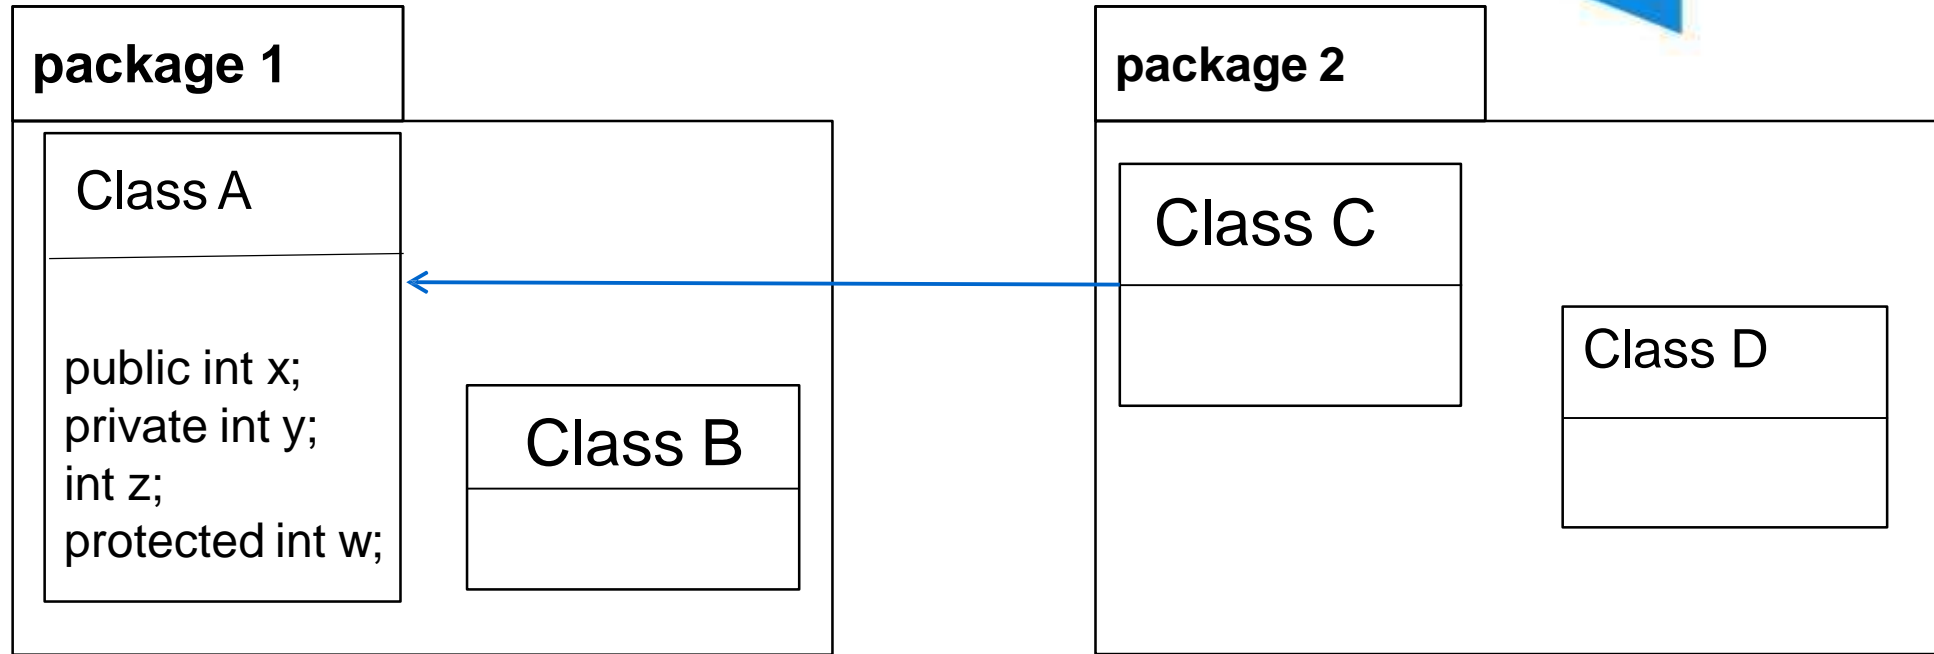 package 1
Class A
public int x;
private int y;
int z;
protected int w;
Class B
package 2
Class C
Class D